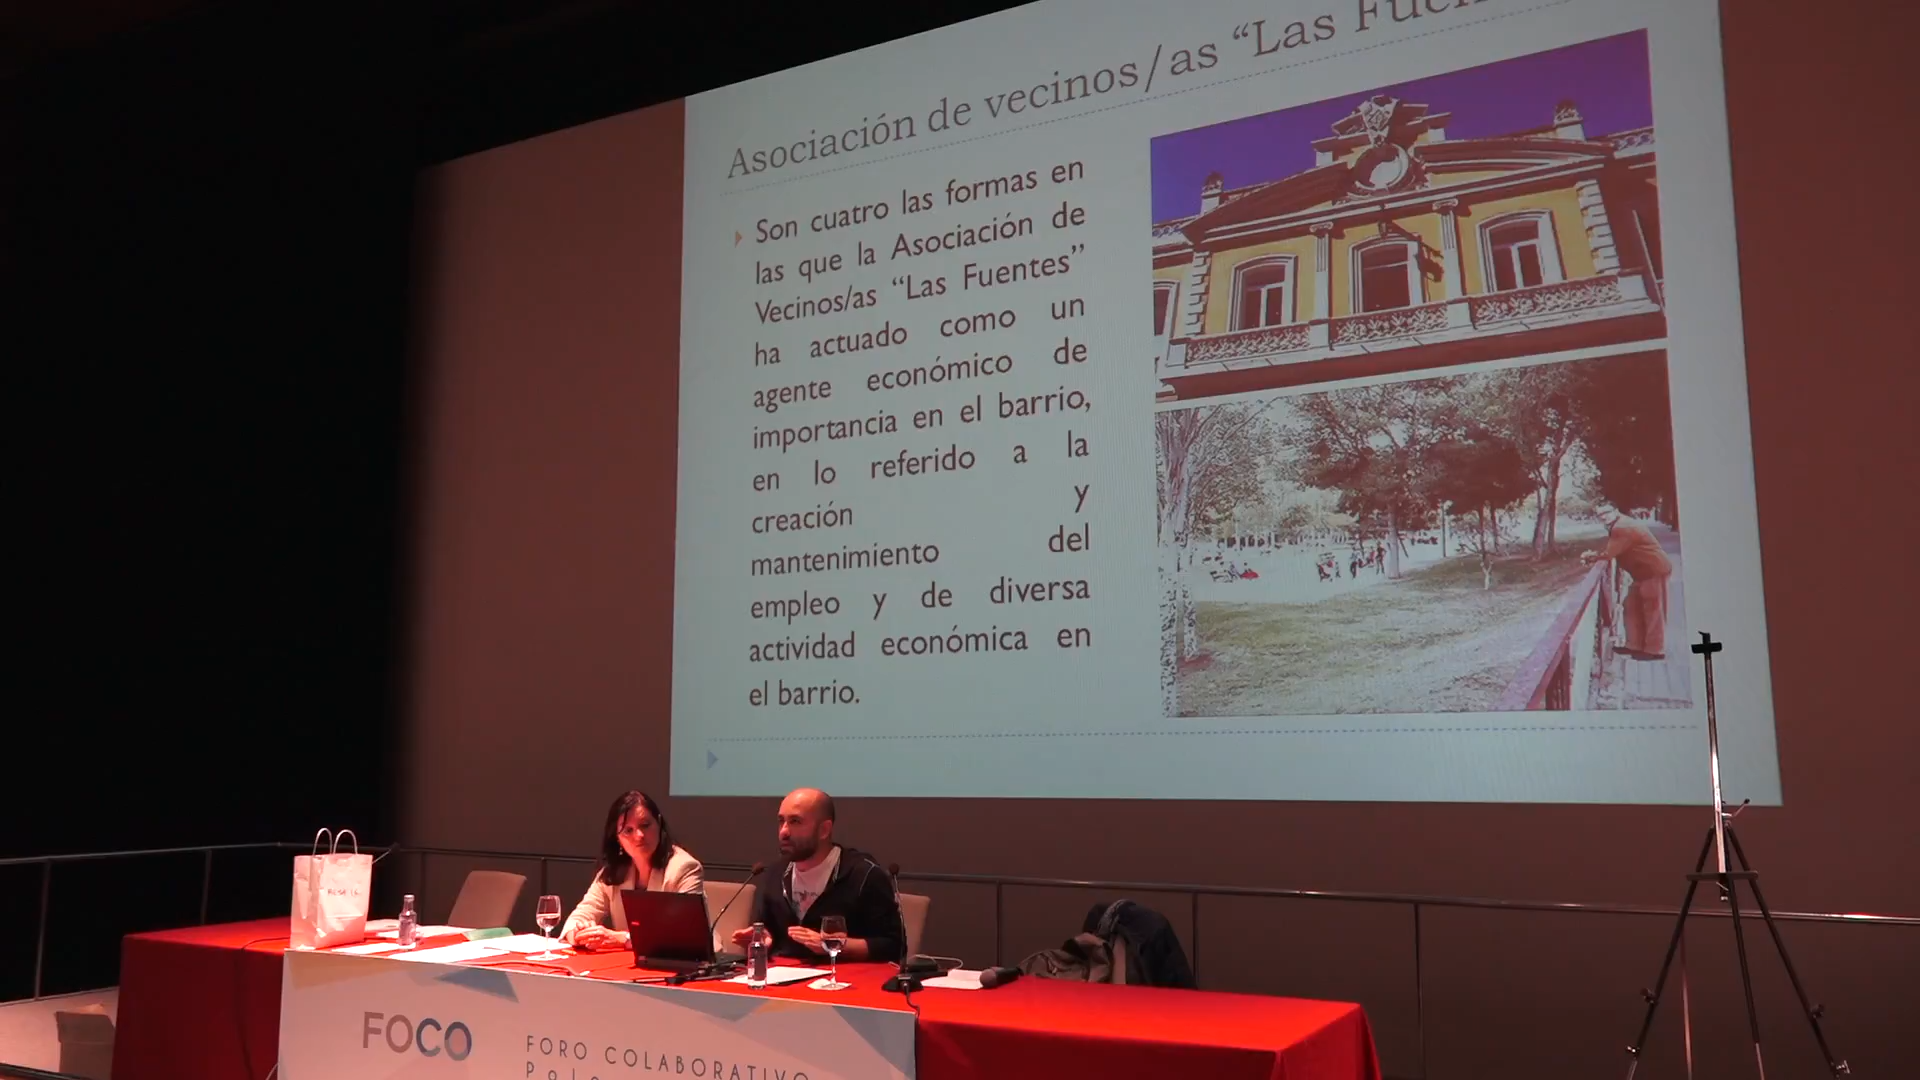 Asociación de vecinos/as “Las
Son cuatro las formas en
las que la Asociación de
Vecinos/as “Las Fuentes”
ha actuado como un
agente económico de
importancia en el barrio,
en lo referido a la
creación y
mantenimiento del
empleo y de diversa
actividad económica en
el barrio.
FOCO
FORO COLABORATIVO